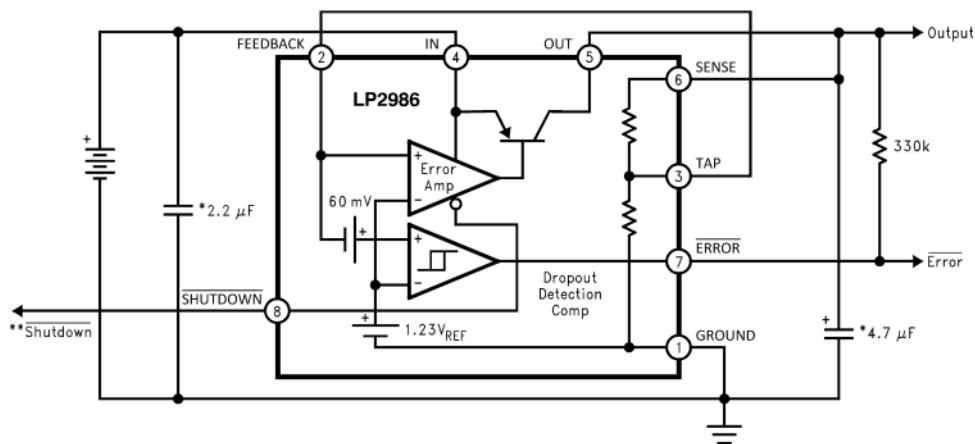 FEEDBACK
IN
OUT
Output
2
4
5
6
SENSE
LP2986
+
+
330k
+
Error
Amp
3
TAP
60 mV
−
*2.2 µF
+
+
ERROR
7
Error
SHUTDOWN
−
Dropout
Detection
Comp
8
+
+
**Shutdown
1.23VREF
GROUND
*4.7 µF
1